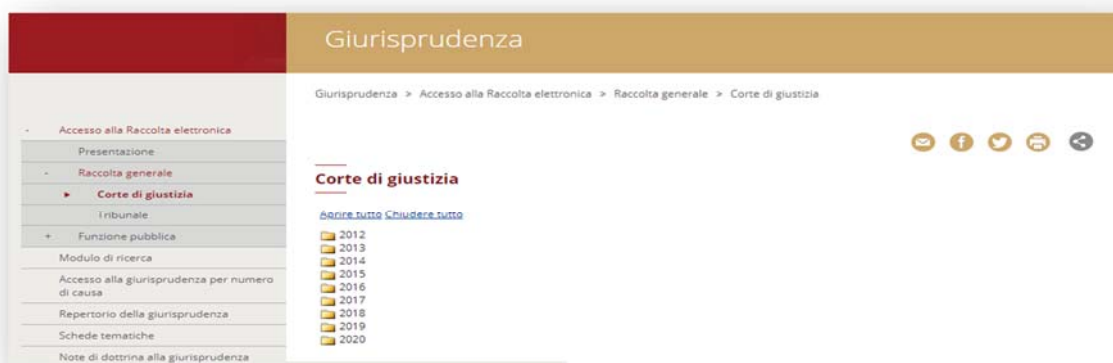 Giurisprudenza
Giurisprudenza > Accesso alla Raccolta elettronica > Raccolta generale > Corte di giustizia
- Accesso alla Raccolta elettronica
Presentazione
- Raccolta generale
► Corte di giustizia
Tribunale
+ Funzione pubblica
Modulo di ricerca
Accesso alla giurisprudenza per numero
di causa
Repertorio della giurisprudenza
Schede tematiche
Note di dottrina alla giurisprudenza
Corte di giustizia
Aprire tutto Chiudere tutto
2012
2013
2014
2015
2016
2017
2018
2019
2020